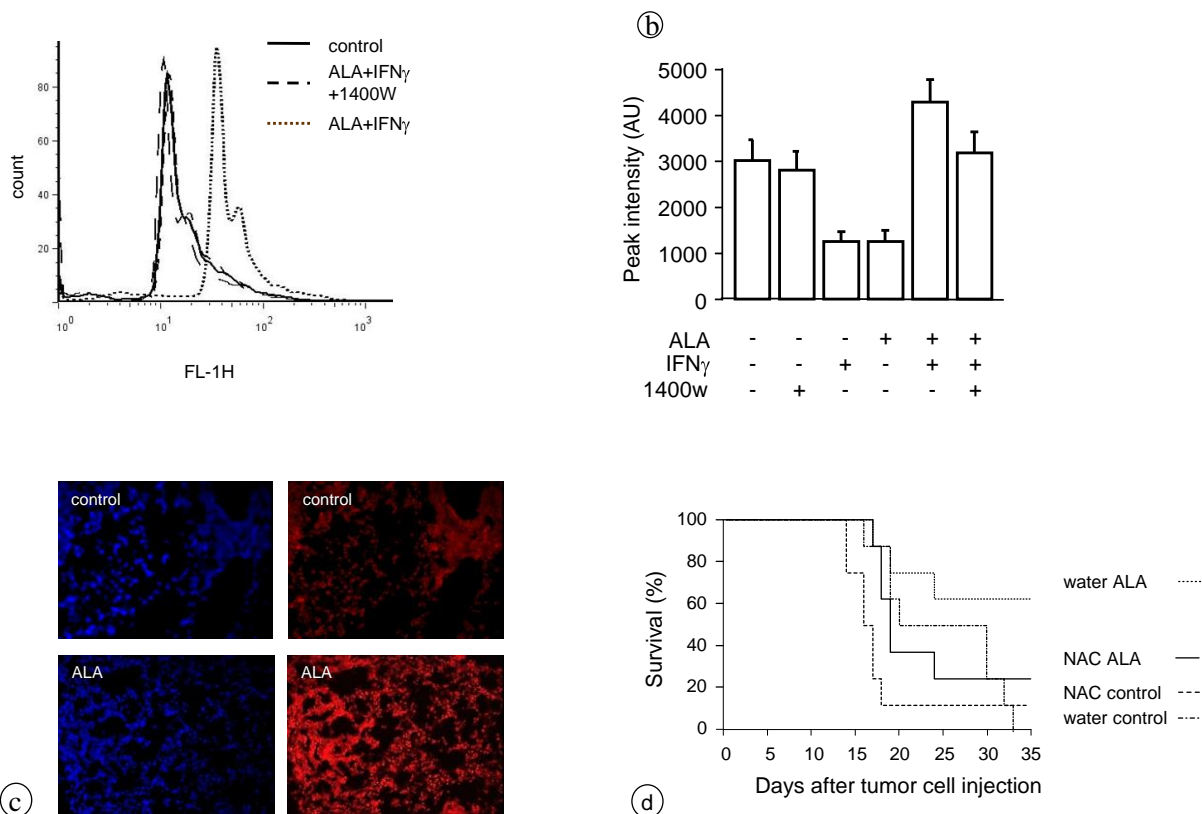 control
ALA+IFNγ
+1400W
ALA+IFNγ
count
80
60
40
20
10⁰ 10¹ 10² 10³
FL-1H
b
Peak intensity (AU)
5000
4000
3000
2000
1000
0
ALA - - - + + +
IFNγ - - + - + +
1400w - + - - - +
control
control
ALA
ALA
c
Survival (%)
100
80
60
40
20
0
0 5 10 15 20 25 30 35
Days after tumor cell injection
water ALA
NAC ALA
NAC control
water control
d